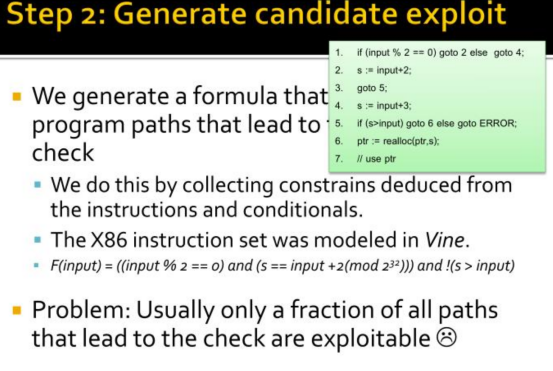 Step 2: Generate candidate exploit
1. if (input % 2 == 0) goto 2 else goto 4;
2. s := input+2;
3. goto 5;
4. s := input+3;
5. if (s>input) goto 6 else goto ERROR;
6. ptr := realloc(ptr,s);
7. // use ptr
We generate a formula that
program paths that lead to
check
We do this by collecting constrains deduced from
the instructions and conditionals.
The X86 instruction set was modeled in Vine.
F(input) = ((input % 2 == 0) and (s == input +2(mod 2³²))) and !(s > input)
Problem: Usually only a fraction of all paths
that lead to the check are exploitable ☹